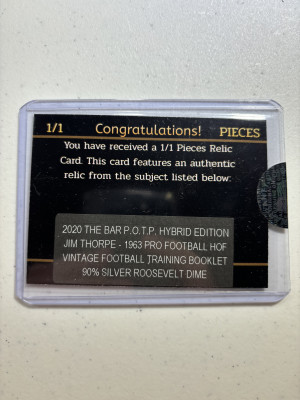 1/1 Congratulations! PIECES
You have received a 1/1 Pieces Relic
Card. This card features an authentic
relic from the subject listed below:
2020 THE BAR P.O.T.P. HYBRID EDITION
JIM THORPE - 1963 PRO FOOTBALL HOF
VINTAGE FOOTBALL TRAINING BOOKLET
90% SILVER ROOSEVELT DIME